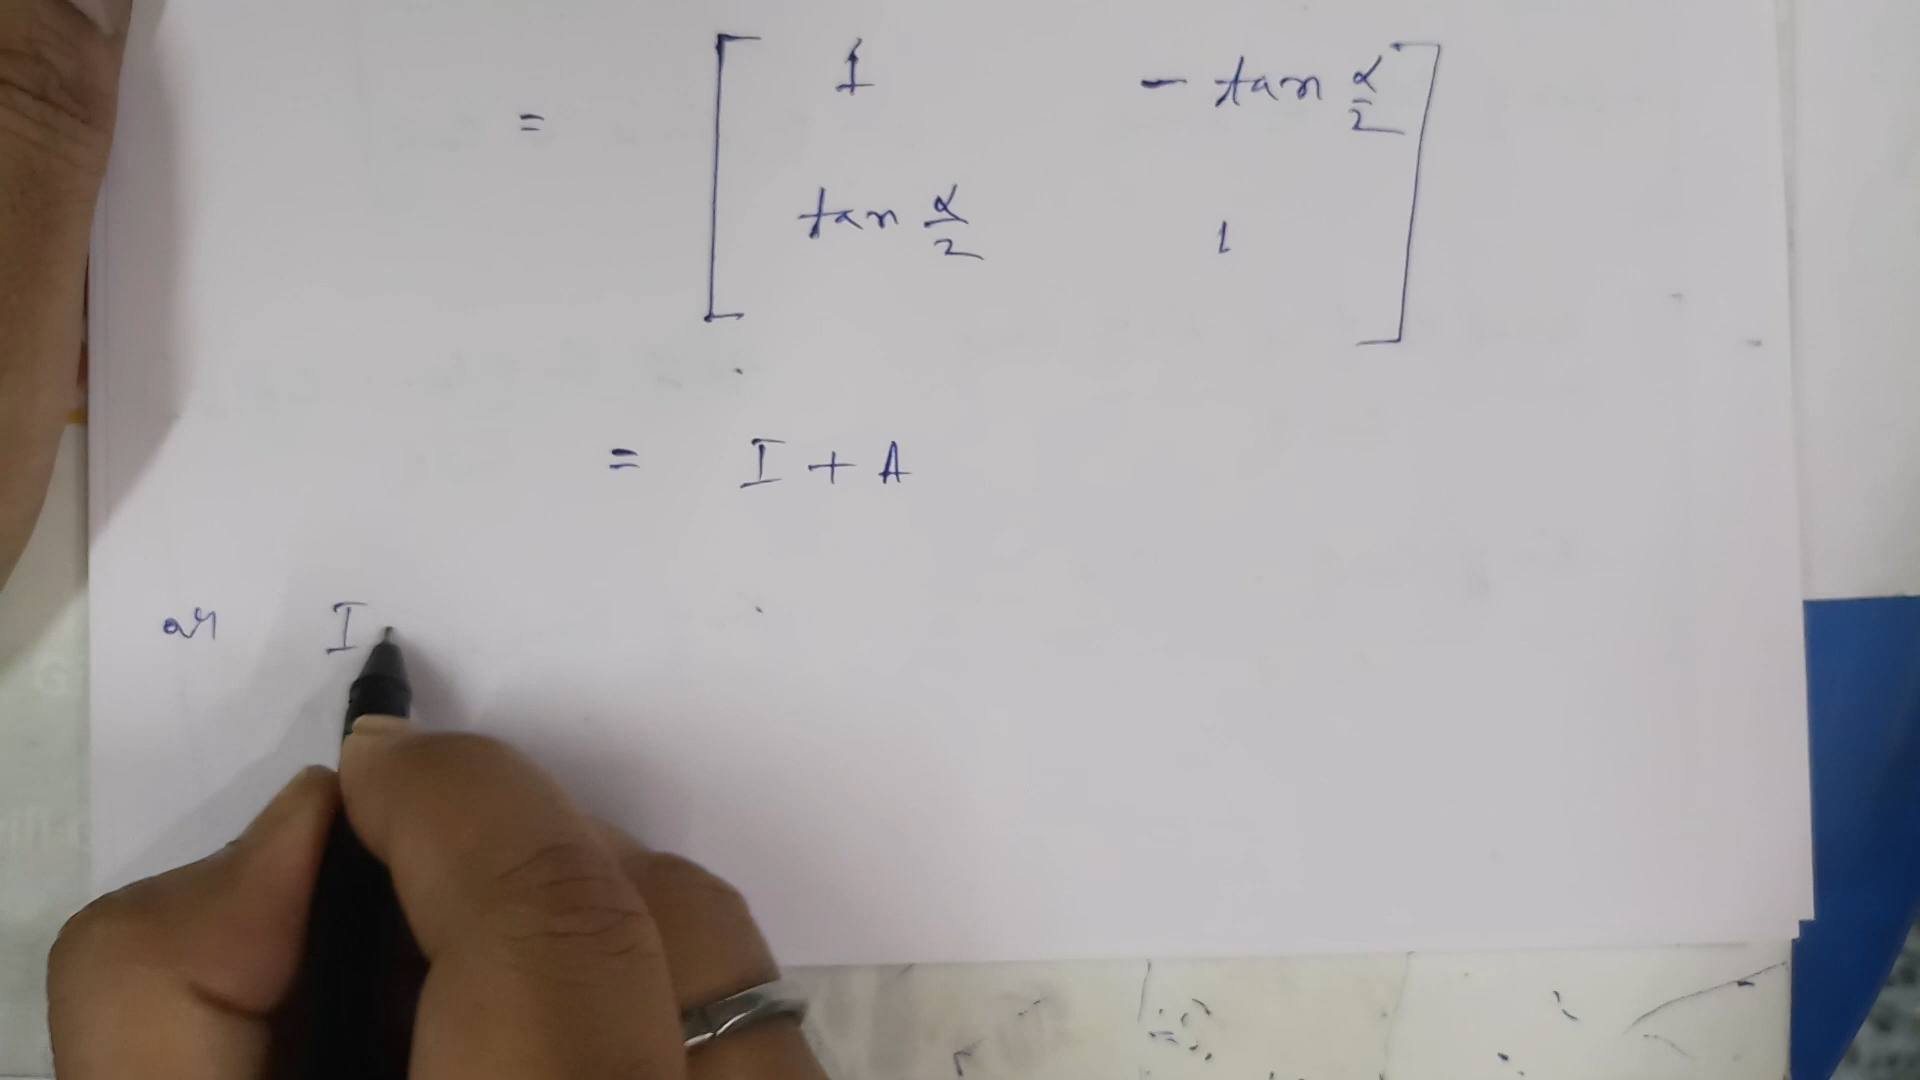 = [ 1 - tan α/2
tan α/2 1 ]
= I + A
or I